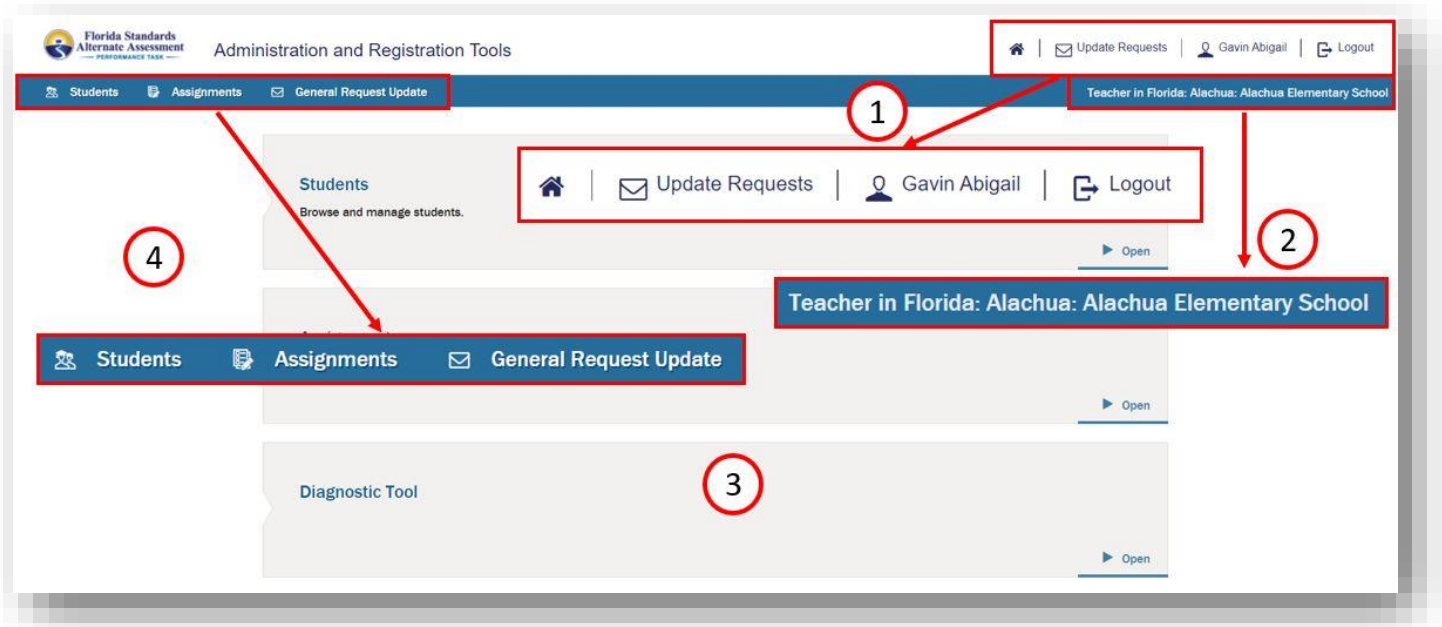 Florida Standards
Alternate Assessment
PERFORMANCE TASK
Administration and Registration Tools
Update Requests
Gavin Abigail
Logout
Students
Assignments
General Request Update
Teacher in Florida: Alachua: Alachua Elementary School
1
Students
Browse and manage students.
Update Requests
Gavin Abigail
Logout
4
2
Open
Teacher in Florida: Alachua: Alachua Elementary School
Students
Assignments
General Request Update
Open
Diagnostic Tool
3
Open